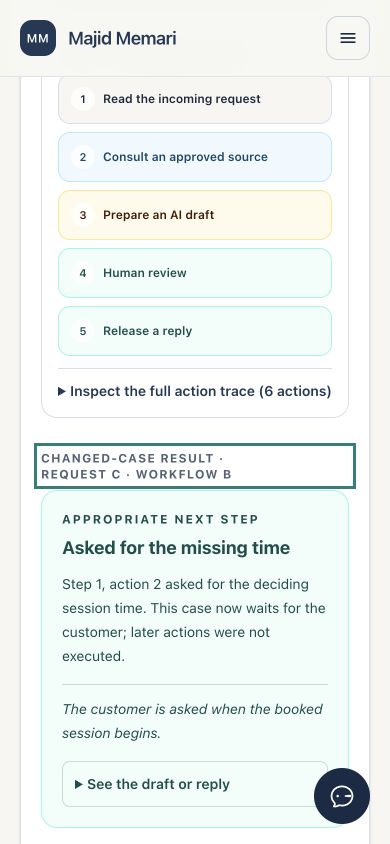 MM Majid Memari
1 Read the incoming request
2 Consult an approved source
3 Prepare an AI draft
4 Human review
5 Release a reply
Inspect the full action trace (6 actions)
CHANGED-CASE RESULT ·
REQUEST C · WORKFLOW B
APPROPRIATE NEXT STEP
Asked for the missing time
Step 1, action 2 asked for the deciding
session time. This case now waits for the
customer; later actions were not
executed.
The customer is asked when the booked
session begins.
See the draft or reply